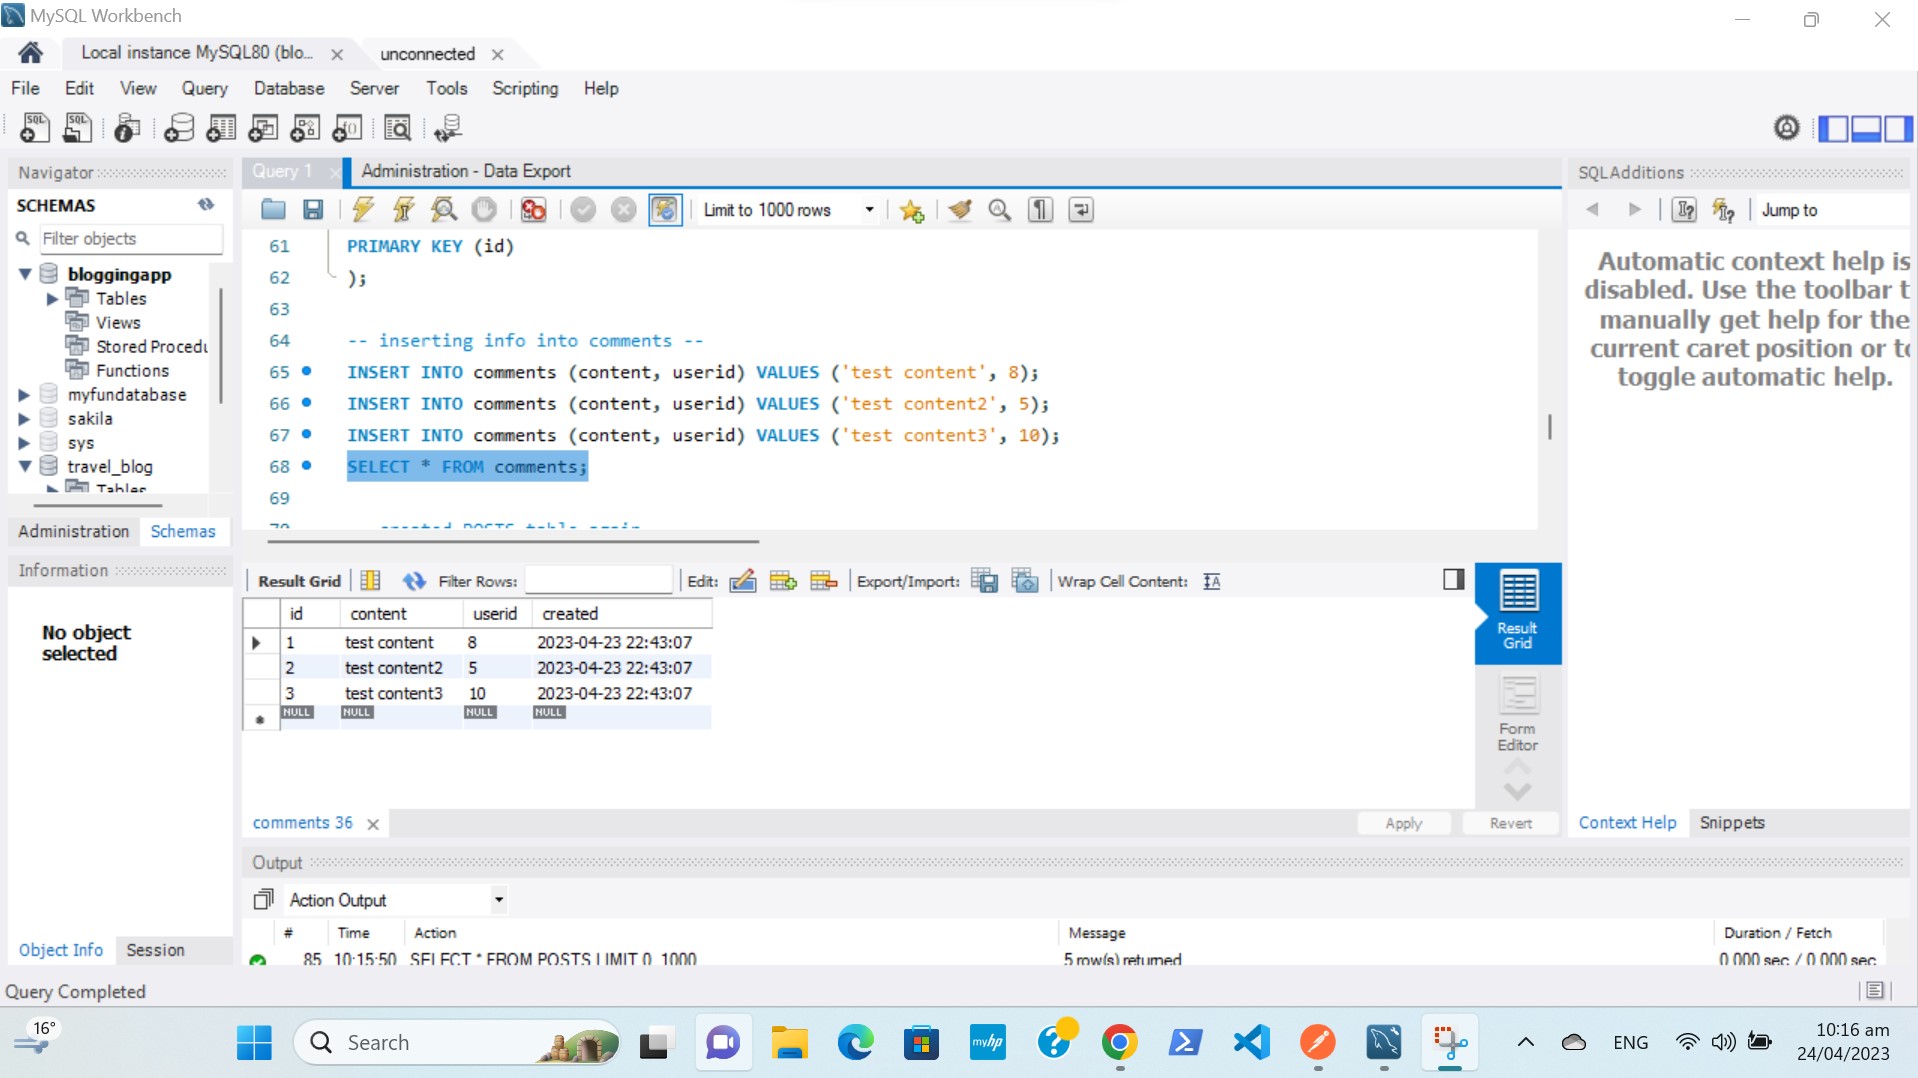 MySQL Workbench
Local instance MySQL80 (blo...
unconnected
File Edit View Query Database Server Tools Scripting Help
Navigator
SCHEMAS
Filter objects
bloggingapp
Tables
Views
Stored Procedu
Functions
myfundatabase
sakila
sys
travel_blog
Tables
Administration Schemas
Information
No object
selected
Object Info Session
Query 1
Administration - Data Export
Limit to 1000 rows
61 PRIMARY KEY (id)
62 );
63
64 -- inserting info into comments --
65 INSERT INTO comments (content, userid) VALUES ('test content', 8);
66 INSERT INTO comments (content, userid) VALUES ('test content2', 5);
67 INSERT INTO comments (content, userid) VALUES ('test content3', 10);
68 SELECT * FROM comments;
69
70 created POSTS table again
Result Grid Filter Rows: Edit: Export/Import: Wrap Cell Content:
id content userid created
1 test content 8 2023-04-23 22:43:07
2 test content2 5 2023-04-23 22:43:07
3 test content3 10 2023-04-23 22:43:07
NULL NULL NULL NULL
Result
Grid
Form
Editor
comments 36
Apply Revert
SQLAdditions
Jump to
Automatic context help is
disabled. Use the toolbar t
manually get help for the
current caret position or to
toggle automatic help.
Context Help Snippets
Output
Action Output
# Time Action Message Duration / Fetch
85 10:15:50 SELECT * FROM POSTS LIMIT 0, 1000 5 row(s) returned 0.000 sec / 0.000 sec
Query Completed
16°
Search
myhp
ENG
10:16 am
24/04/2023